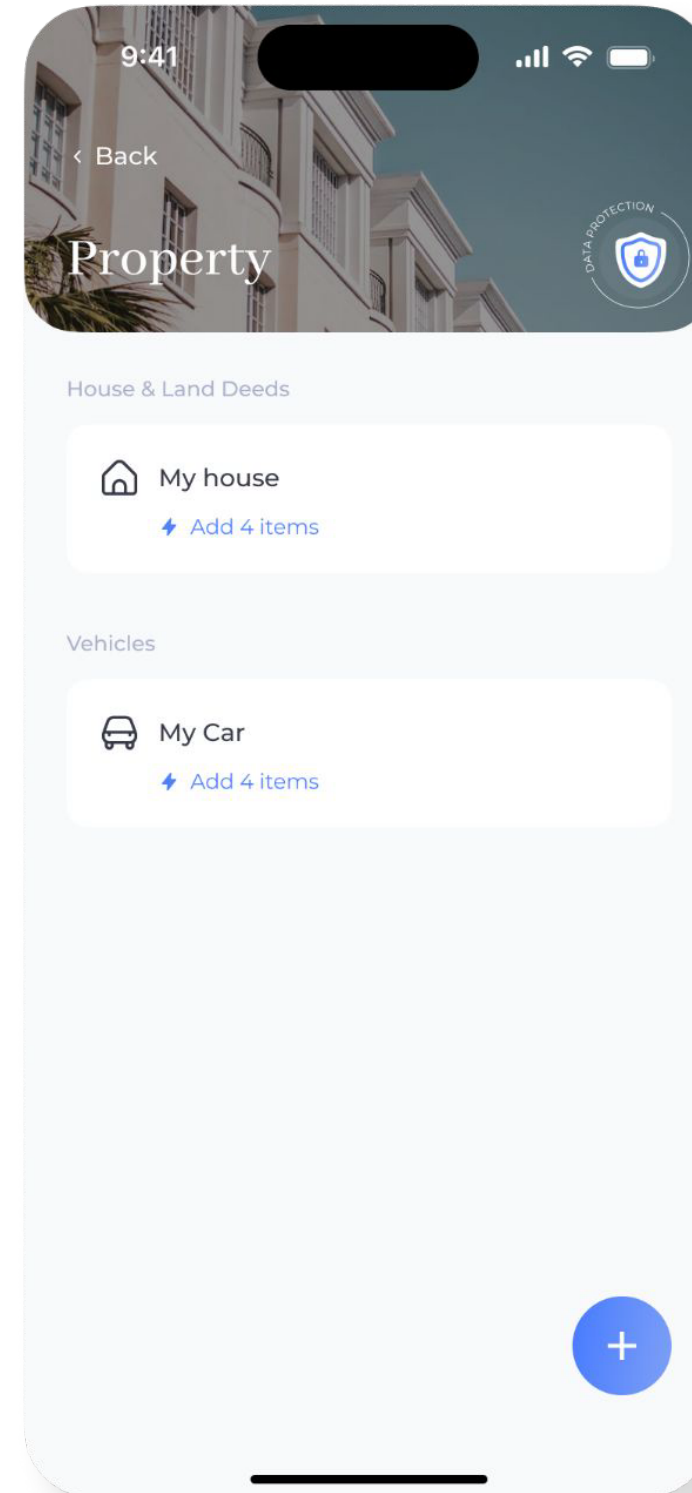 9:41
‹ Back
DATA PROTECTION
Property
House & Land Deeds
My house
Add 4 items
Vehicles
My Car
Add 4 items
+